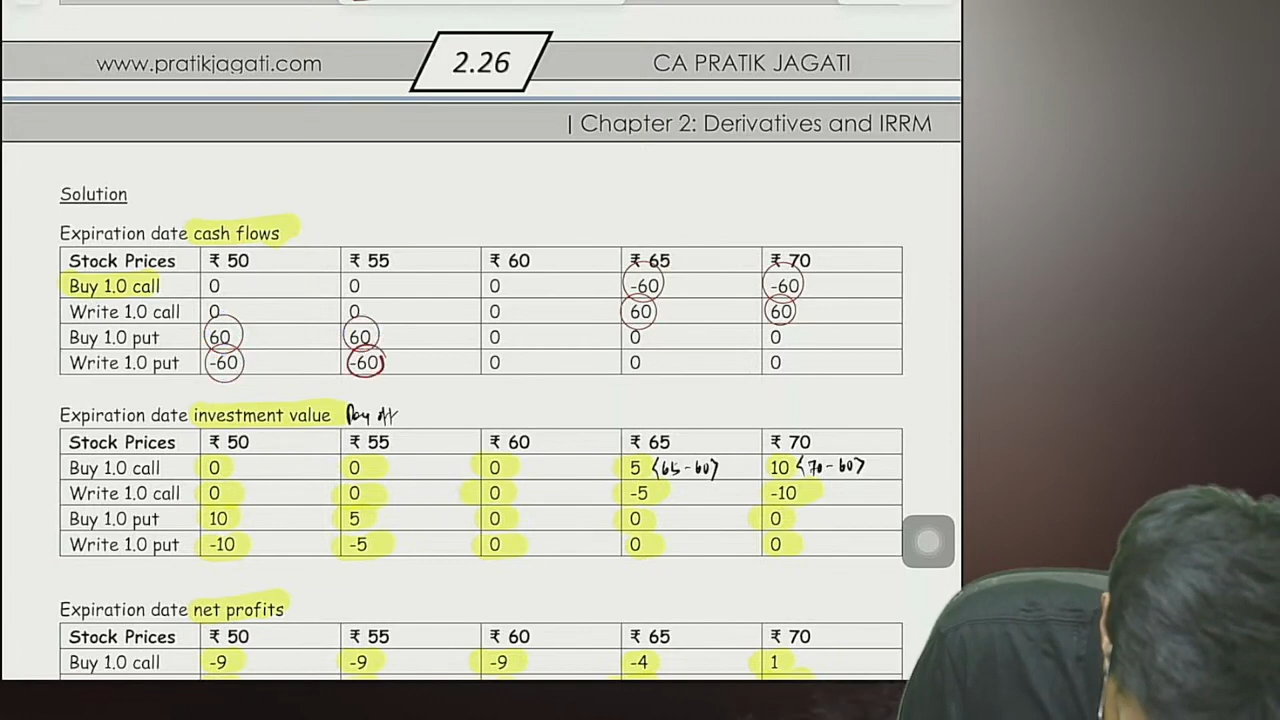 www.pratikjagati.com 2.26 CA PRATIK JAGATI
| Chapter 2: Derivatives and IRRM
Solution
Expiration date cash flows
Stock Prices ₹ 50 ₹ 55 ₹ 60 ₹ 65 ₹ 70
Buy 1.0 call 0 0 0 -60 -60
Write 1.0 call 0 0 0 60 60
Buy 1.0 put 60 60 0 0 0
Write 1.0 put -60 -60 0 0 0
Expiration date investment value Pay off
Stock Prices ₹ 50 ₹ 55 ₹ 60 ₹ 65 ₹ 70
Buy 1.0 call 0 0 0 5 (65-60) 10 (70-60)
Write 1.0 call 0 0 0 -5 -10
Buy 1.0 put 10 5 0 0 0
Write 1.0 put -10 -5 0 0 0
Expiration date net profits
Stock Prices ₹ 50 ₹ 55 ₹ 60 ₹ 65 ₹ 70
Buy 1.0 call -9 -9 -9 -4 1